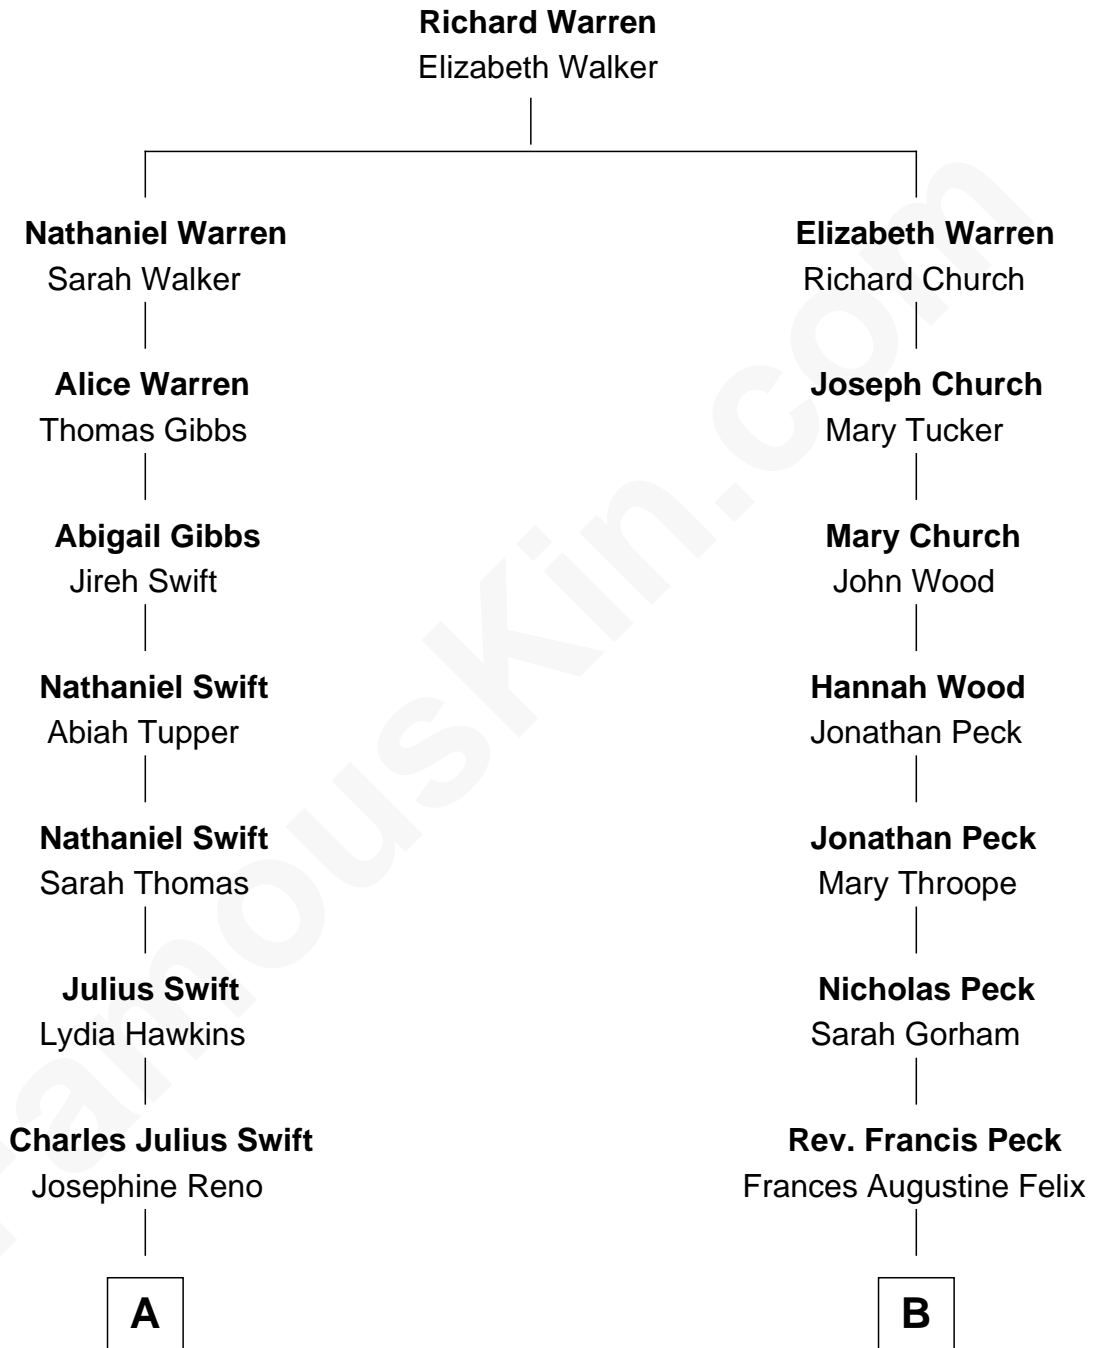 Richard Warren
Elizabeth Walker
Nathaniel Warren
Sarah Walker
Elizabeth Warren
Richard Church
Alice Warren
Thomas Gibbs
Joseph Church
Mary Tucker
Abigail Gibbs
Jireh Swift
Mary Church
John Wood
Nathaniel Swift
Abiah Tupper
Hannah Wood
Jonathan Peck
Nathaniel Swift
Sarah Thomas
Jonathan Peck
Mary Throope
Julius Swift
Lydia Hawkins
Nicholas Peck
Sarah Gorham
Charles Julius Swift
Josephine Reno
Rev. Francis Peck
Frances Augustine Felix
A
B
FamousKin.com